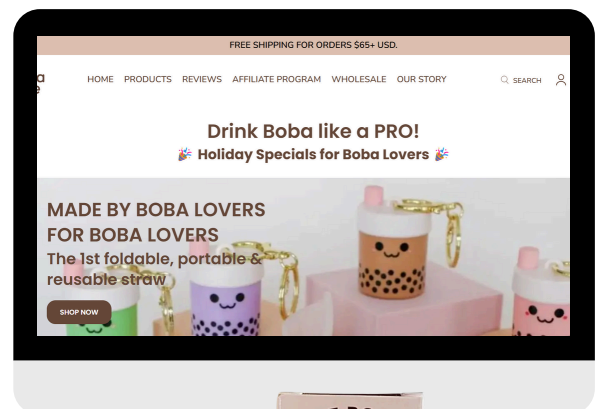 FREE SHIPPING FOR ORDERS $65+ USD.
HOME PRODUCTS REVIEWS AFFILIATE PROGRAM WHOLESALE OUR STORY SEARCH
Drink Boba like a PRO!
🎉 Holiday Specials for Boba Lovers 🎉
MADE BY BOBA LOVERS
FOR BOBA LOVERS
The 1st foldable, portable &
reusable straw
SHOP NOW